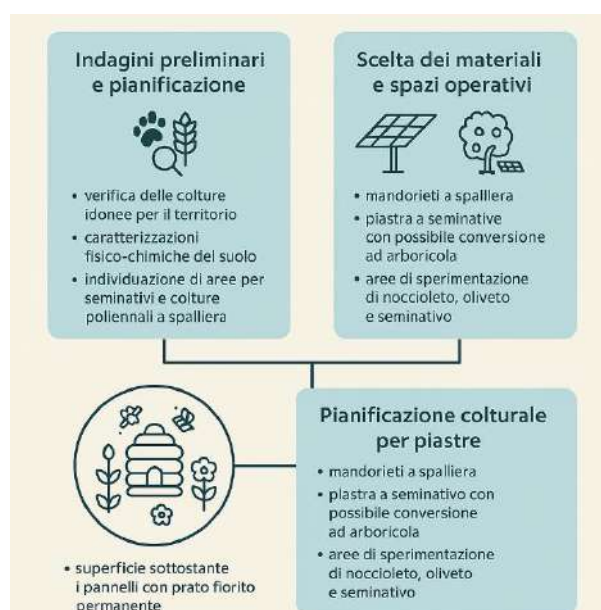 Indagini preliminari
e pianificazione
• verifica delle colture
idonee per il territorio
• caratterizzazioni
fisico-chimiche del suolo
• individuazione di aree per
seminativi e colture
poliennali a spalliera
Scelta dei materiali
e spazi operativi
• mandorieti a spalliera
• piastra a seminative
con possibile conversione
ad arboricola
• aree di sperimentazione
di noccioleto, oliveto
e seminativo
Pianificazione colturale
per piastre
• mandorieti a spalliera
• plastra a seminativo con
possibile conversione
ad arboricola
• aree di sperimentazione
di noccioleto, oliveto
e seminativo
• superficie sottostante
i pannelli con prato fiorito
permanente